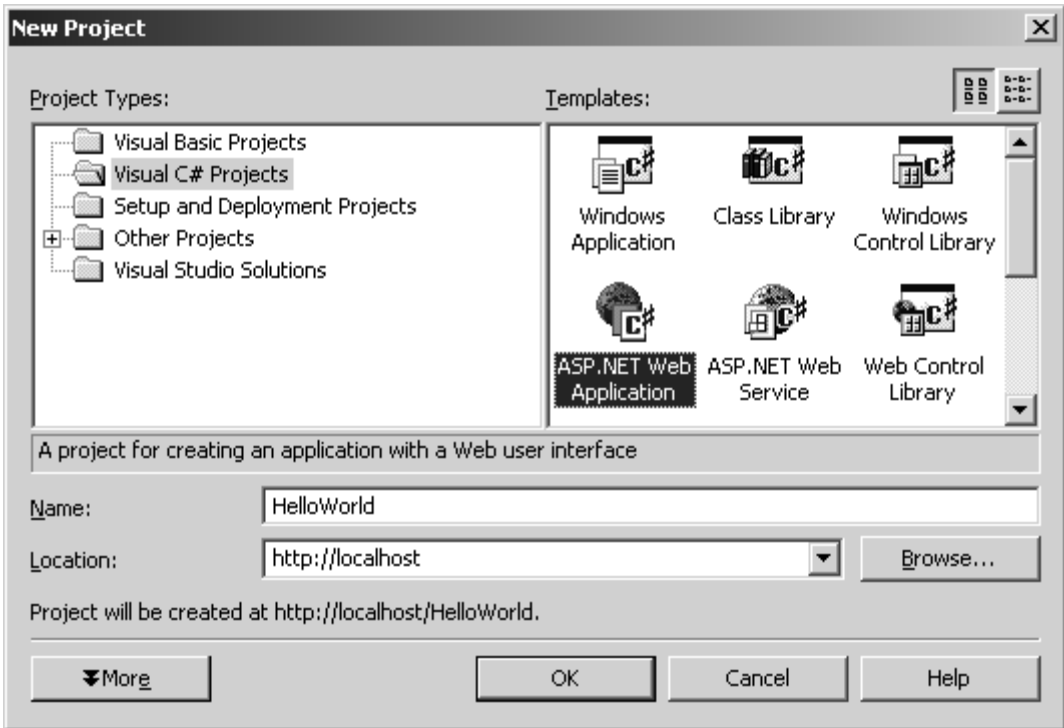 New Project
Project Types:
Templates:
Visual Basic Projects
Visual C# Projects
Setup and Deployment Projects
Other Projects
Visual Studio Solutions
C#
C#
C#
Windows
Application
Class Library
Windows
Control Library
C#
C#
C#
ASP.NET Web
Application
ASP.NET Web
Service
Web Control
Library
A project for creating an application with a Web user interface
Name:
HelloWorld
Location:
http://localhost
Browse...
Project will be created at http://localhost/HelloWorld.
More
OK
Cancel
Help